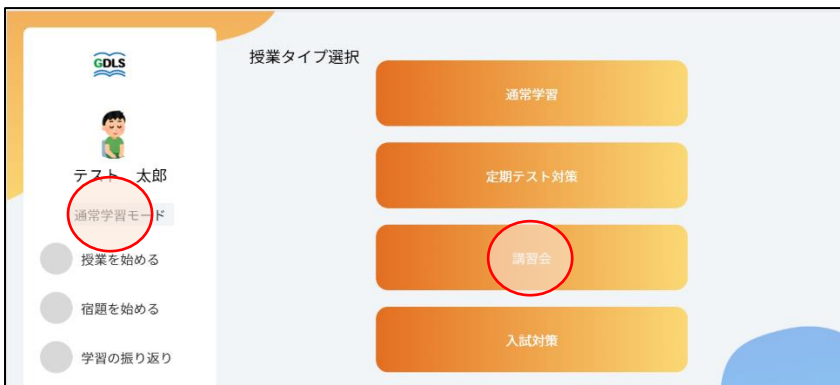 GDLS
テスト　太郎
通常学習モード
授業を始める
宿題を始める
学習の振り返り
授業タイプ選択
通常学習
定期テスト対策
講習会
入試対策